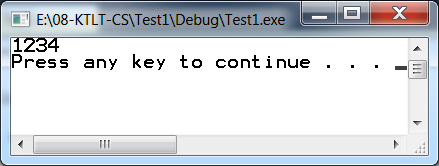 E:\08-KTLT-CS\Test1\Debug\Test1.exe
1234
Press any key to continue . . .